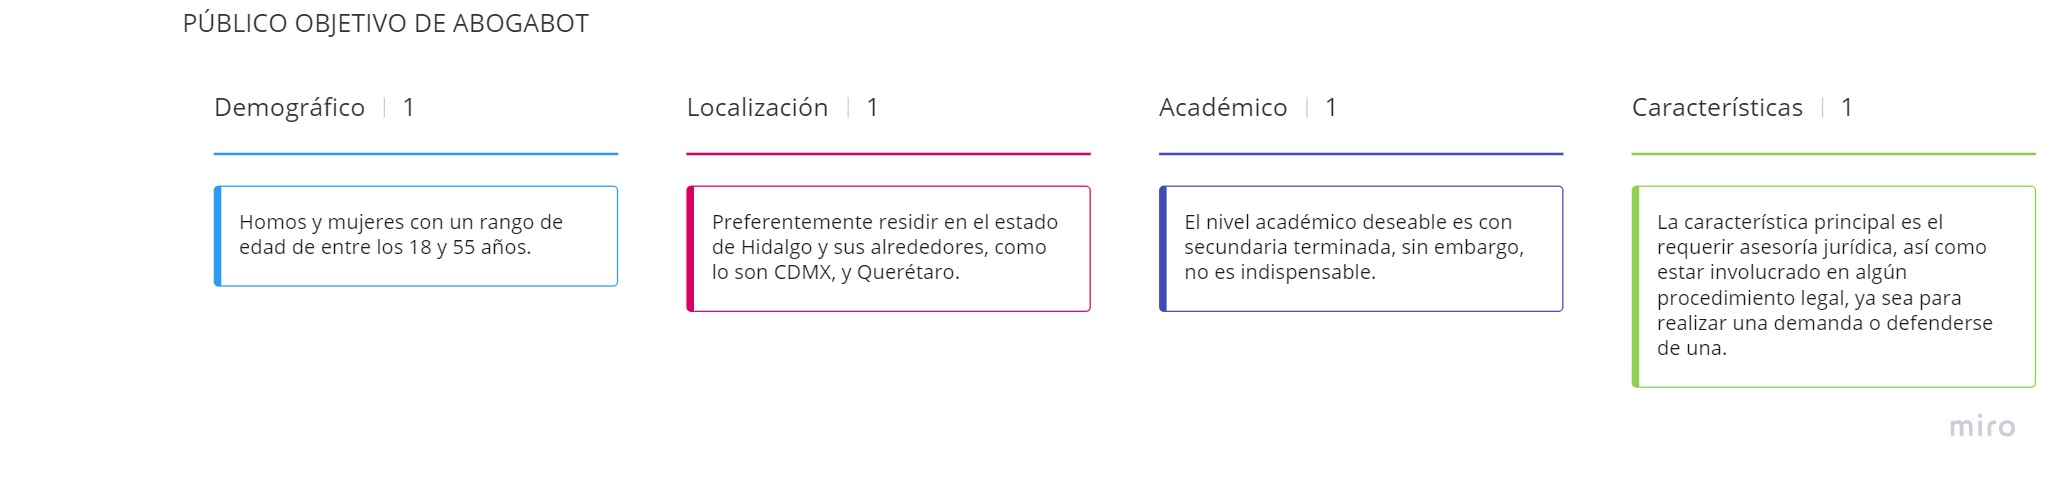 PÚBLICO OBJETIVO DE ABOGABOT
Demográfico | 1
Homos y mujeres con un rango de
edad de entre los 18 y 55 años.
Localización | 1
Preferentemente residir en el estado
de Hidalgo y sus alrededores, como
lo son CDMX, y Querétaro.
Académico | 1
El nivel académico deseable es con
secundaria terminada, sin embargo,
no es indispensable.
Características | 1
La característica principal es el
requerir asesoría jurídica, así como
estar involucrado en algún
procedimiento legal, ya sea para
realizar una demanda o defenderse
de una.
miro